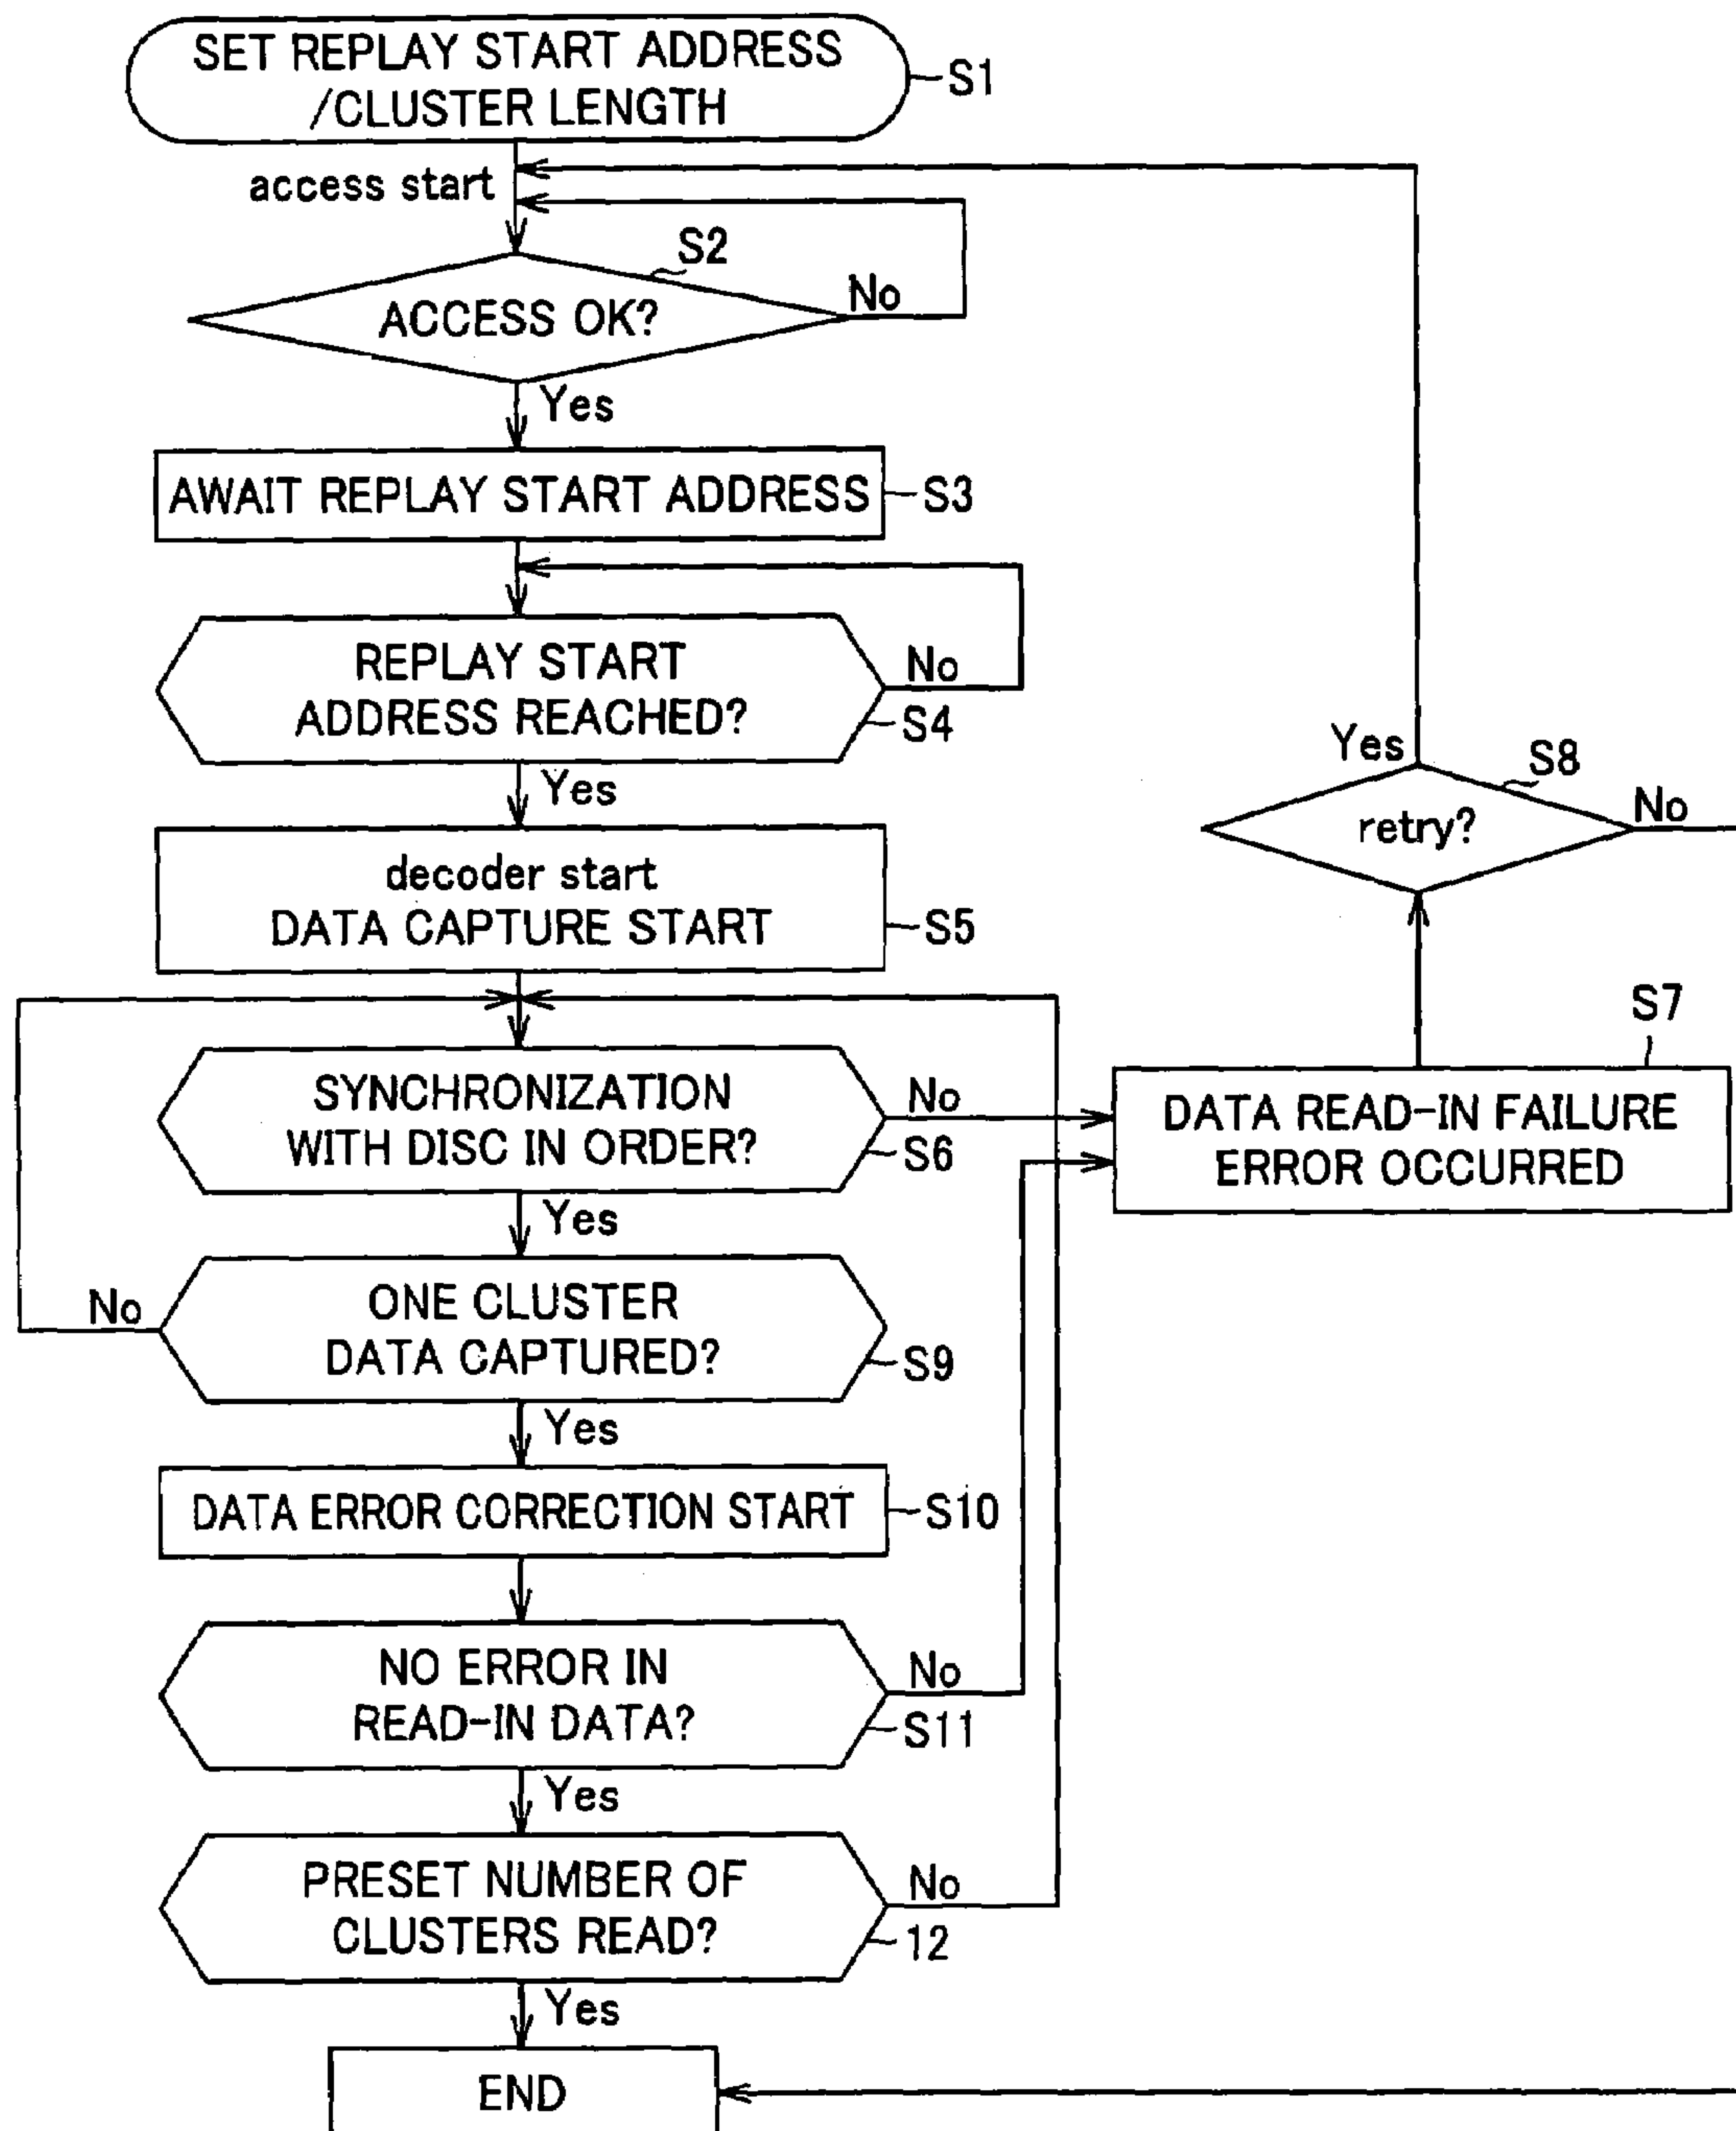 SET REPLAY START ADDRESS
/CLUSTER LENGTH
S1
access start
S2
ACCESS OK?
No
Yes
AWAIT REPLAY START ADDRESS
S3
REPLAY START
ADDRESS REACHED?
No
S4
Yes
decoder start
DATA CAPTURE START
S5
SYNCHRONIZATION
WITH DISC IN ORDER?
No
S6
Yes
ONE CLUSTER
DATA CAPTURED?
No
S9
Yes
DATA ERROR CORRECTION START
S10
NO ERROR IN
READ-IN DATA?
No
S11
Yes
PRESET NUMBER OF
CLUSTERS READ?
No
12
Yes
END
Yes
S8
retry?
No
S7
DATA READ-IN FAILURE
ERROR OCCURRED